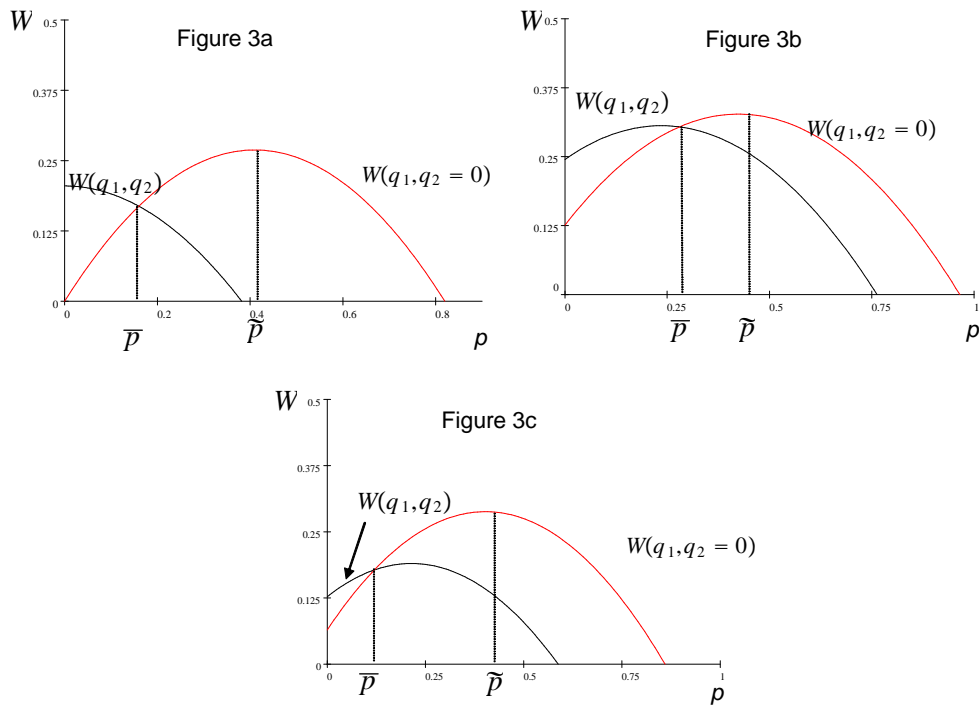 W
Figure 3a
0.5
0.375
0.25
0.125
0
W(q₁,q₂)
W(q₁,q₂ = 0)
0
0.2
0.4
0.6
0.8
p̅
p̃
p
W
Figure 3b
0.5
0.375
0.25
0.125
0
W(q₁,q₂)
W(q₁,q₂ = 0)
0
0.25
0.5
0.75
1
p̅
p̃
p
W
Figure 3c
0.5
0.375
0.25
0.125
0
W(q₁,q₂)
W(q₁,q₂ = 0)
0
0.25
0.5
0.75
1
p̅
p̃
p